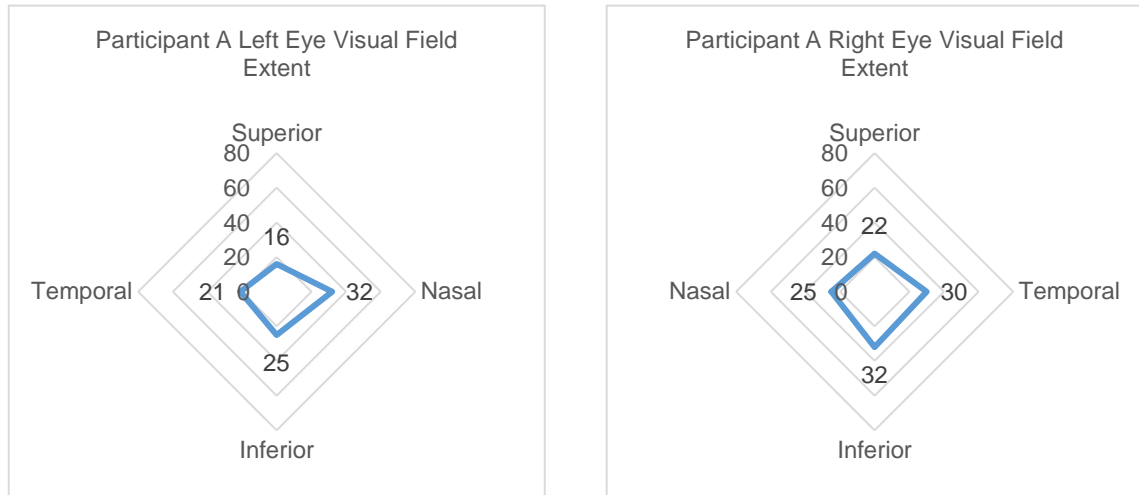 Participant A Left Eye Visual Field
Extent
Superior
80
60
40
16
20
Temporal
21
0
32
Nasal
25
Inferior
Participant A Right Eye Visual Field
Extent
Superior
80
60
40
22
20
Nasal
25
0
30
Temporal
32
Inferior